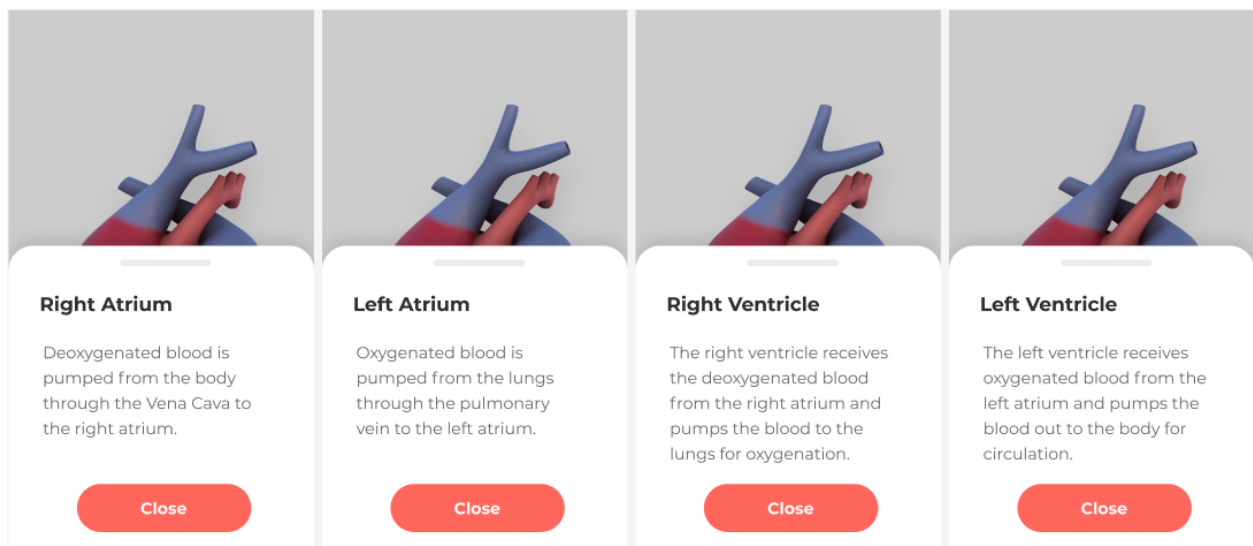 Right Atrium
Deoxygenated blood is
pumped from the body
through the Vena Cava to
the right atrium.
Close
Left Atrium
Oxygenated blood is
pumped from the lungs
through the pulmonary
vein to the left atrium.
Close
Right Ventricle
The right ventricle receives
the deoxygenated blood
from the right atrium and
pumps the blood to the
lungs for oxygenation.
Close
Left Ventricle
The left ventricle receives
oxygenated blood from the
left atrium and pumps the
blood out to the body for
circulation.
Close